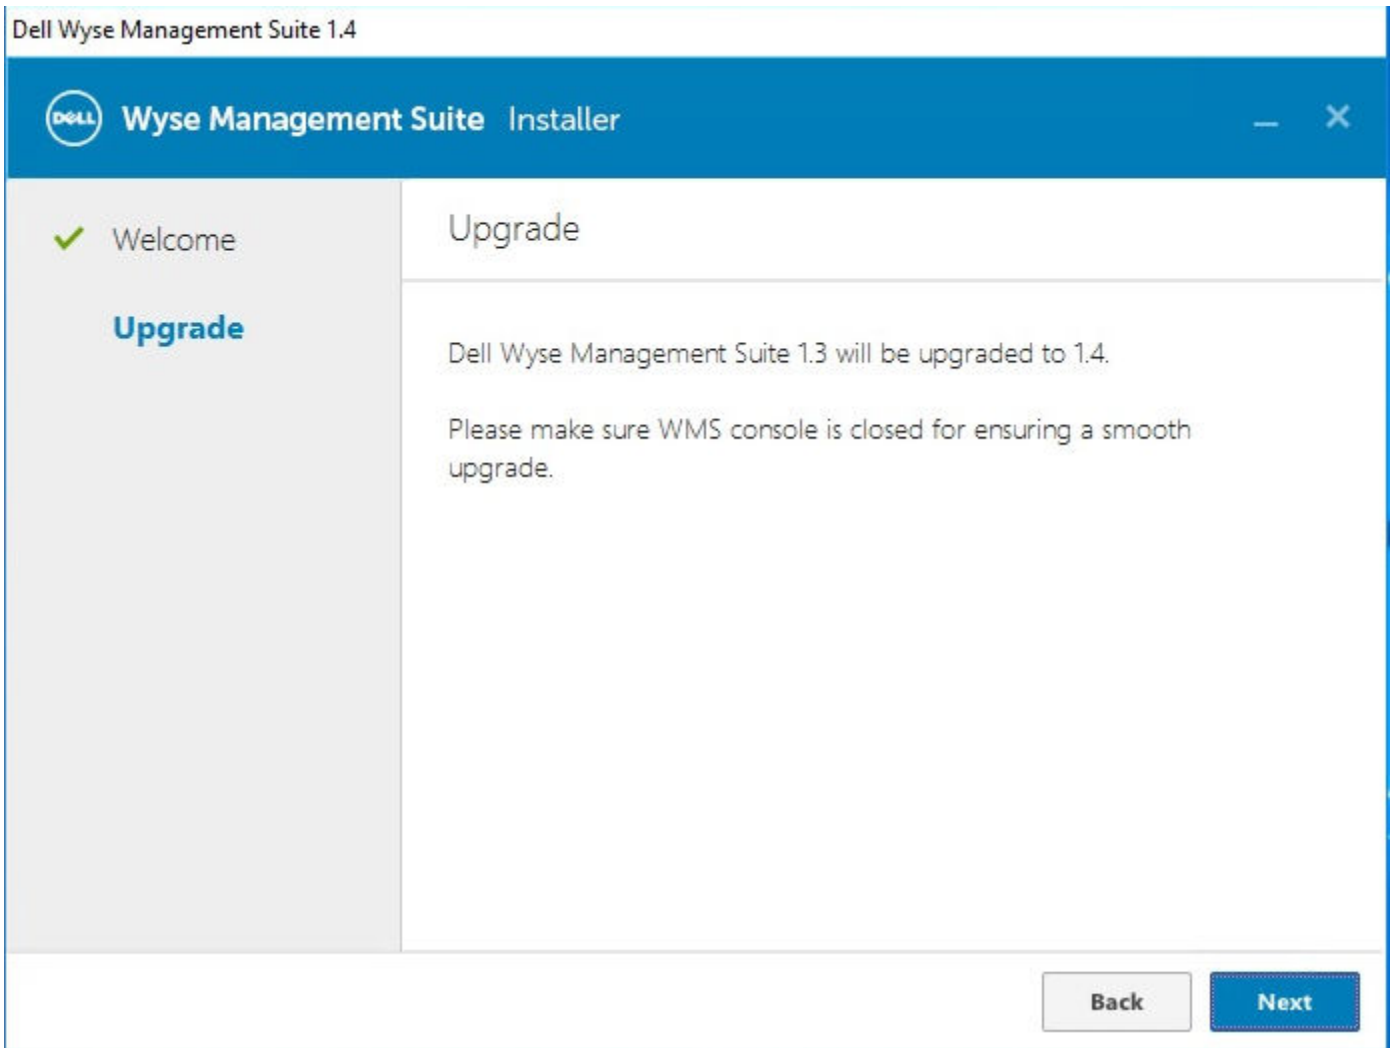 Dell Wyse Management Suite 1.4
DELL Wyse Management Suite Installer
Welcome
Upgrade
Upgrade
Dell Wyse Management Suite 1.3 will be upgraded to 1.4.
Please make sure WMS console is closed for ensuring a smooth
upgrade.
Back Next